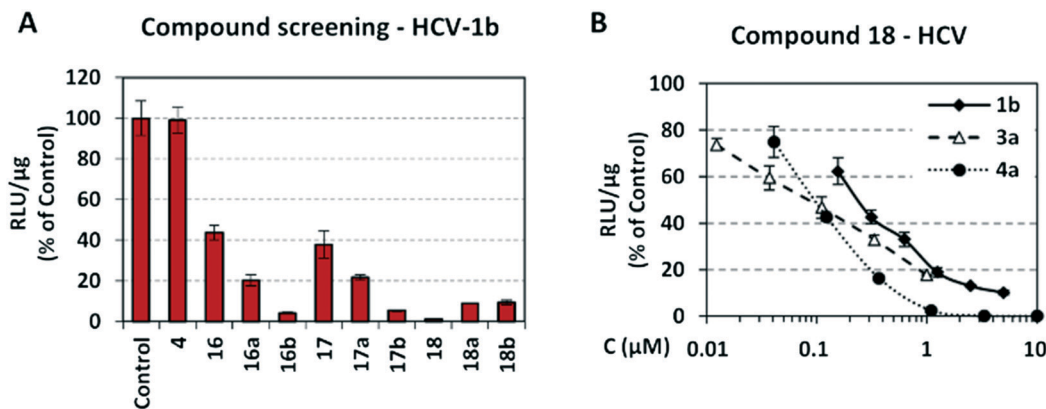 A
Compound screening - HCV-1b
RLU/µg
(% of Control)
120
100
80
60
40
20
0
Control
4
16
16a
16b
17
17a
17b
18
18a
18b
B
Compound 18 - HCV
RLU/µg
(% of Control)
100
80
60
40
20
0
1b
3a
4a
C (µM)
0.01
0.1
1
10